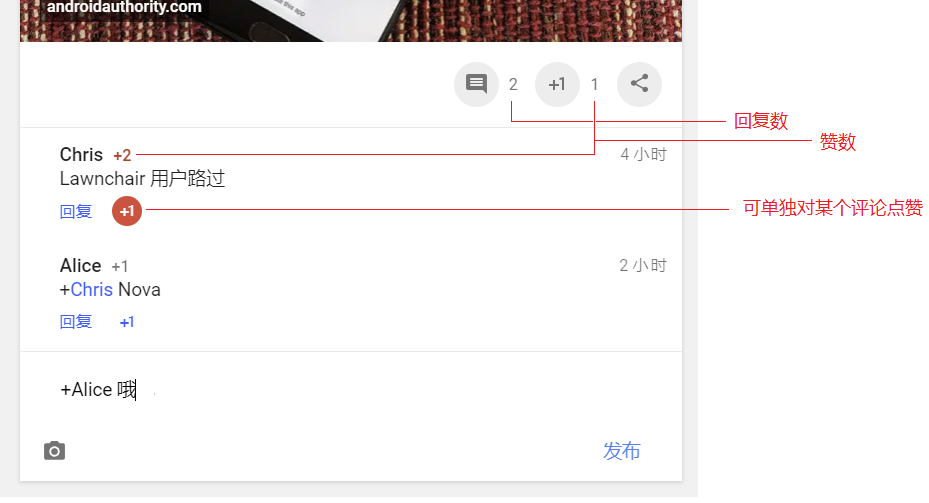 androidauthority.com
2 +1 1
回复数
赞数
Chris +2 4 小时
Lawnchair 用户路过
回复 +1
可单独对某个评论点赞
Alice +1 2 小时
+Chris Nova
回复 +1
+Alice 哦
发布